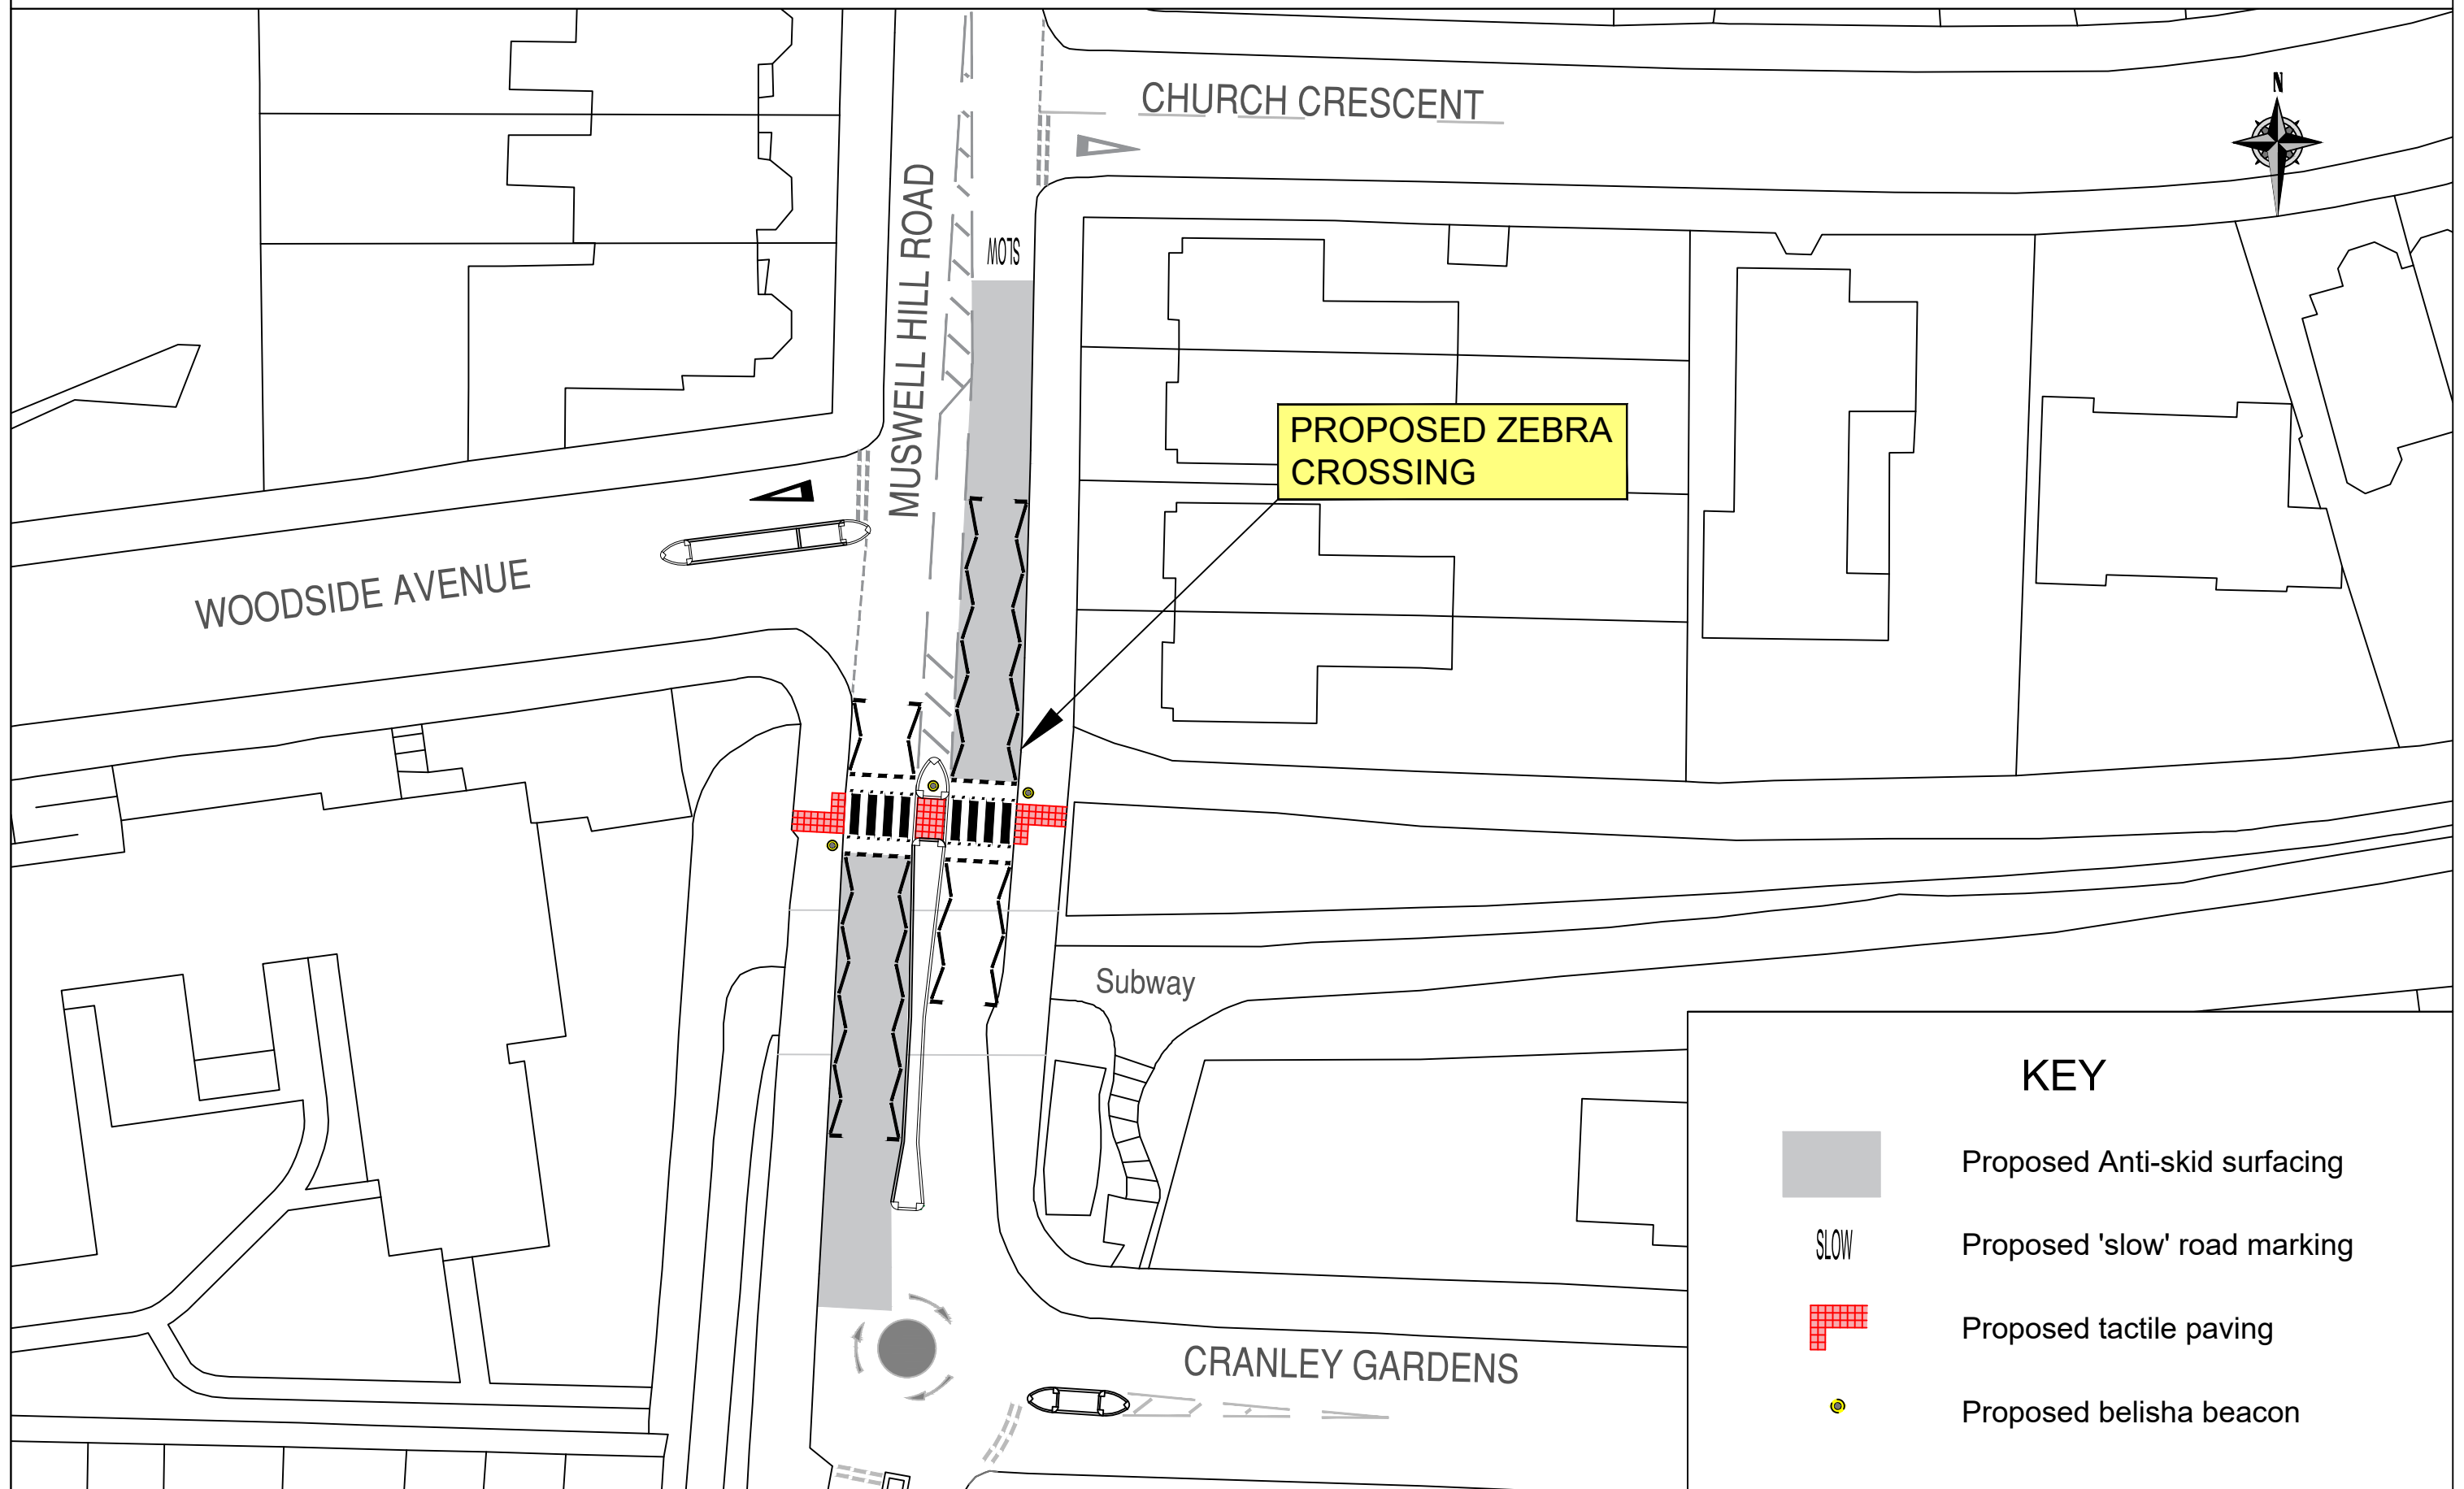 N
CHURCH CRESCENT
MUSWELL HILL ROAD
SLOW
PROPOSED ZEBRA
CROSSING
WOODSIDE AVENUE
Subway
CRANLEY GARDENS
KEY
Proposed Anti-skid surfacing
SLOW
Proposed 'slow' road marking
Proposed tactile paving
Proposed belisha beacon